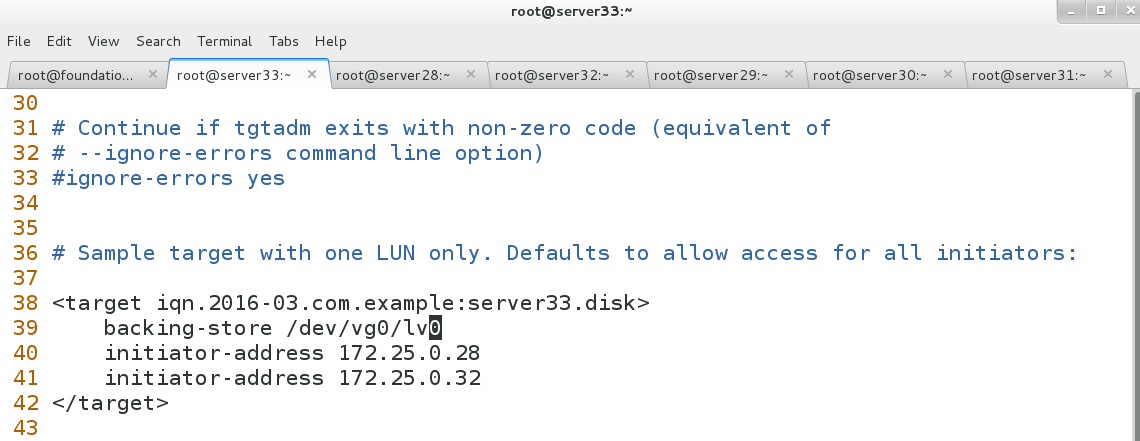 root@server33:~
File Edit View Search Terminal Tabs Help
root@foundatio... root@server33:~ root@server28:~ root@server32:~ root@server29:~ root@server30:~ root@server31:~
30
31 # Continue if tgtadm exits with non-zero code (equivalent of
32 # --ignore-errors command line option)
33 #ignore-errors yes
34
35
36 # Sample target with one LUN only. Defaults to allow access for all initiators:
37
38 <target iqn.2016-03.com.example:server33.disk>
39     backing-store /dev/vg0/lv0
40     initiator-address 172.25.0.28
41     initiator-address 172.25.0.32
42 </target>
43